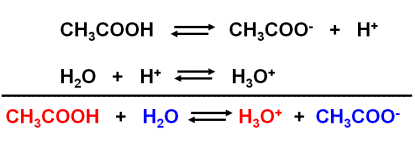 CH₃COOH ⇌ CH₃COO⁻ + H⁺
H₂O + H⁺ ⇌ H₃O⁺
CH₃COOH + H₂O ⇌ H₃O⁺ + CH₃COO⁻